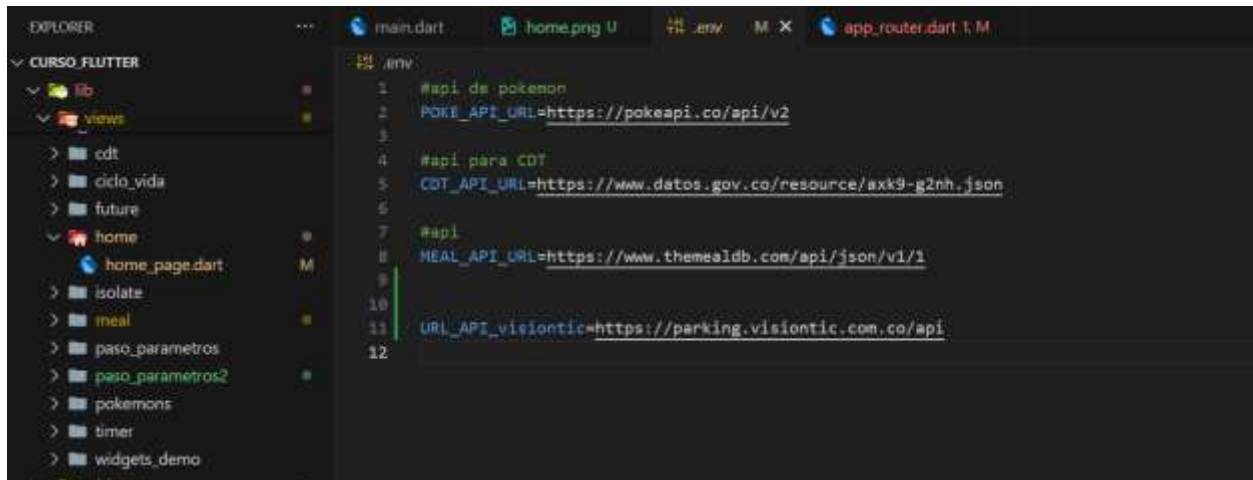 EXPLORER ...
main.dart home.png U .env M X app_router.dart 1, M
CURSO_FLUTTER
lib
views
cdt
ciclo_vida
future
home
home_page.dart M
isolate
meal
paso_parametros
paso_parametros2
pokemons
timer
widgets_demo
.env
1 #api de pokemon
2 POKE_API_URL=https://pokeapi.co/api/v2
3
4 #api para CDT
5 CDT_API_URL=https://www.datos.gov.co/resource/axk9-g2nh.json
6
7 #api
8 MEAL_API_URL=https://www.themealdb.com/api/json/v1/1
9
10
11 URL_API_visiontic=https://parking.visiontic.com.co/api
12